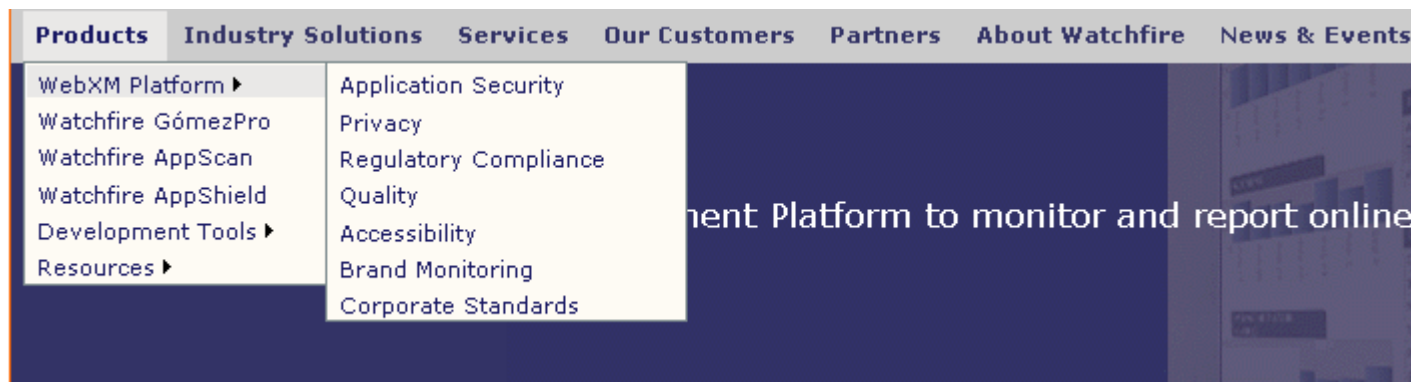 Products Industry Solutions Services Our Customers Partners About Watchfire News & Events
WebXM Platform
Watchfire GómezPro
Watchfire AppScan
Watchfire AppShield
Development Tools
Resources
Application Security
Privacy
Regulatory Compliance
Quality
Accessibility
Brand Monitoring
Corporate Standards
ment Platform to monitor and report online